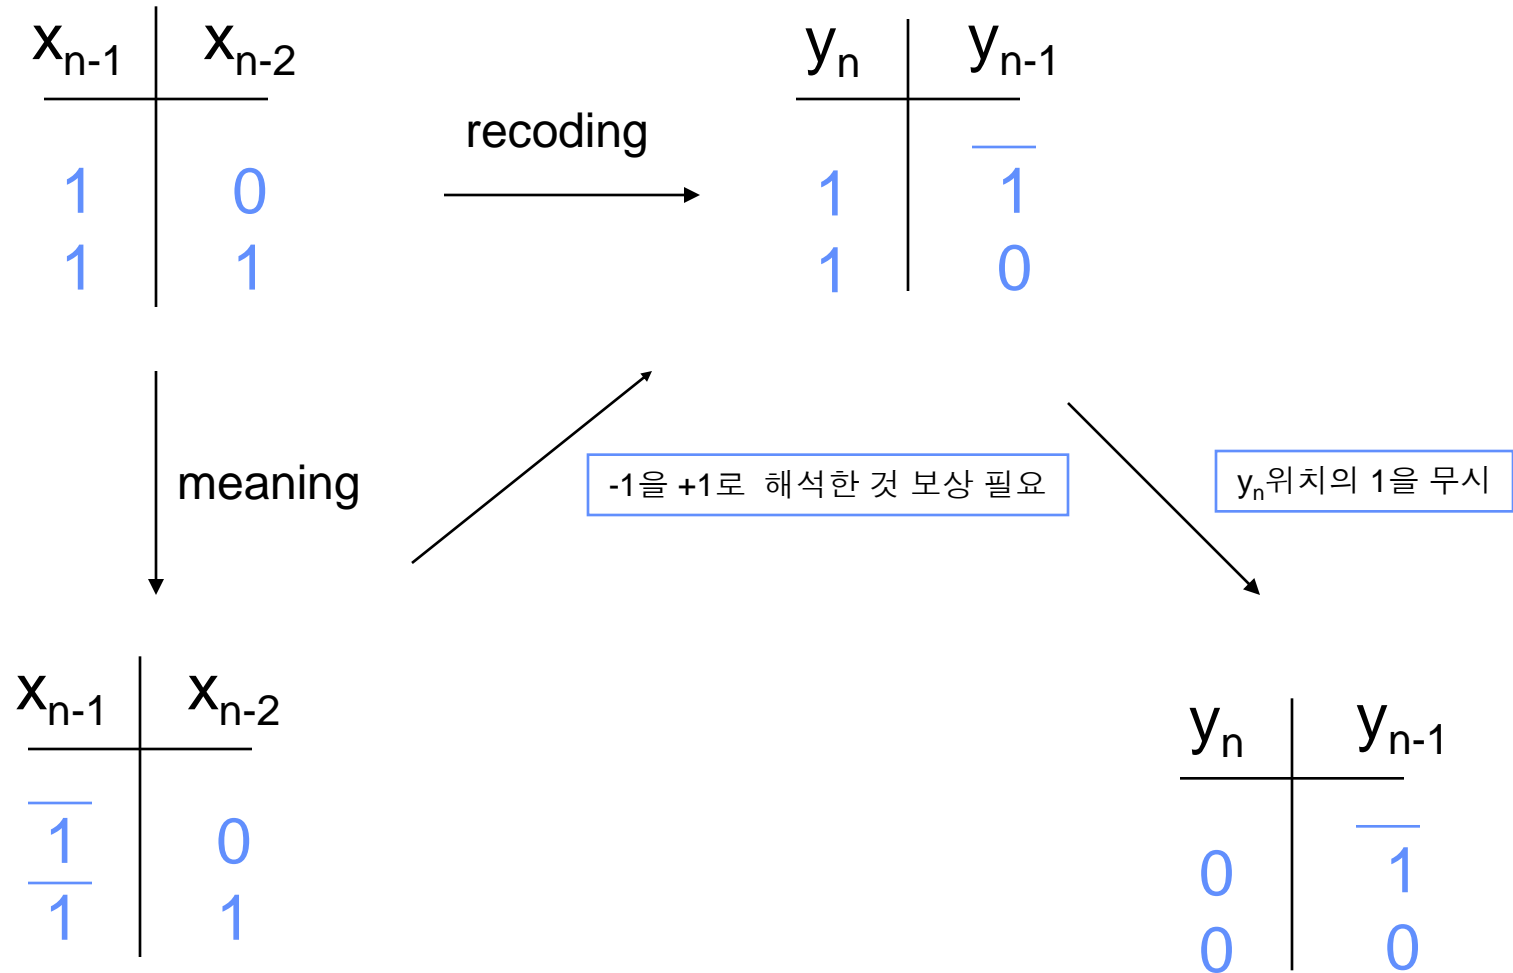 xₙ₋₁ xₙ₋₂
1 0
1 1
recoding
yₙ yₙ₋₁
1 1̅
1 0
meaning
-1을 +1로 해석한 것 보상 필요
yₙ위치의 1을 무시
xₙ₋₁ xₙ₋₂
1̅ 0
1̅ 1
yₙ yₙ₋₁
0 1̅
0 0